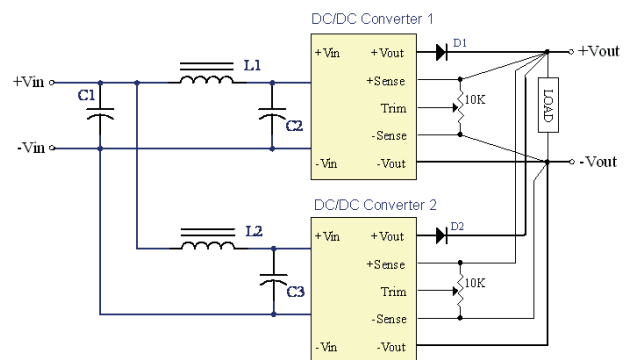 DC/DC Converter 1
+Vin
+Vout
D1
+Vout
+Sense
+Vin
C1
L1
C2
Trim
10K
LOAD
-Sense
-Vin
-Vin
-Vout
-Vout
DC/DC Converter 2
L2
+Vin
+Vout
D2
+Sense
C3
Trim
10K
-Sense
-Vin
-Vout